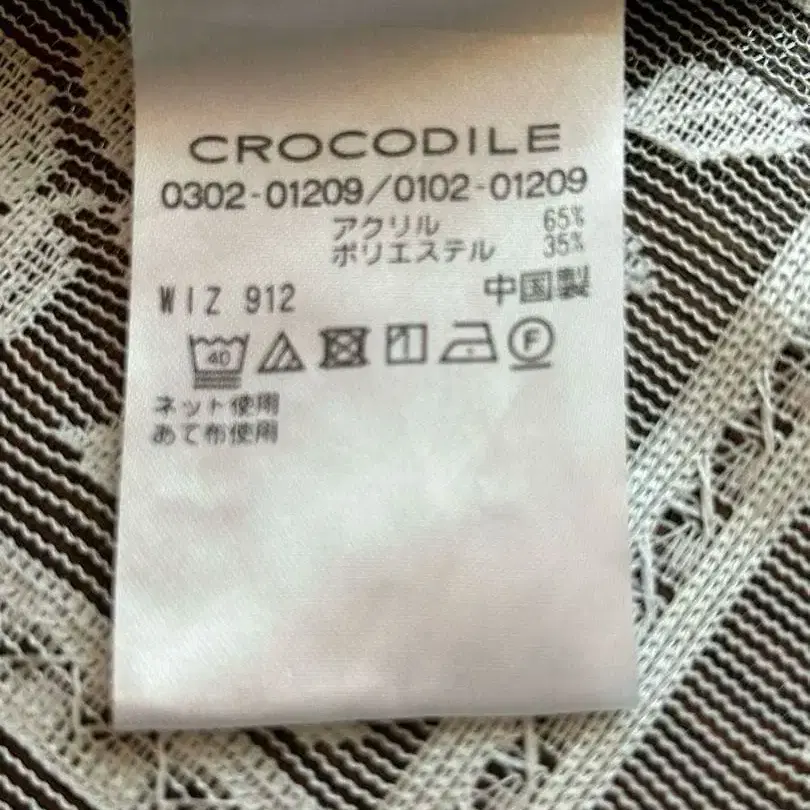 CROCODILE
0302-01209/0102-01209
アクリル 65%
ポリエステル 35%
WIZ 912 中国製
40 F
ネット使用
あて布使用